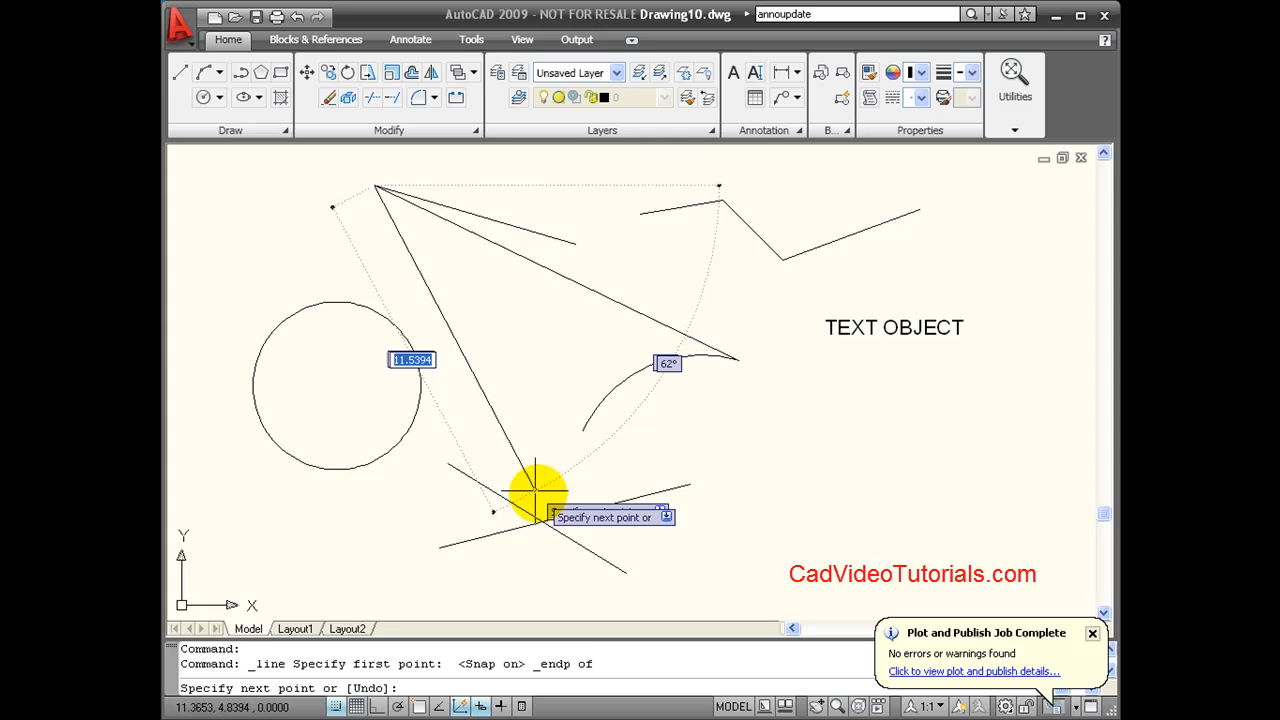 AutoCAD 2009 - NOT FOR RESALE Drawing10.dwg
annoupdate
Home Blocks & References Annotate Tools View Output
Unsaved Layer
0
Utilities
Draw Modify Layers Annotation B... Properties
TEXT OBJECT
11.5394
62°
Specify next point or
Y
X
CadVideoTutorials.com
Model Layout1 Layout2
Plot and Publish Job Complete
No errors or warnings found
Click to view plot and publish details...
Command:
Command: _line Specify first point: <Snap on> _endp of
Specify next point or [Undo]:
11.3653, 4.8394, 0.0000
MODEL
1:1